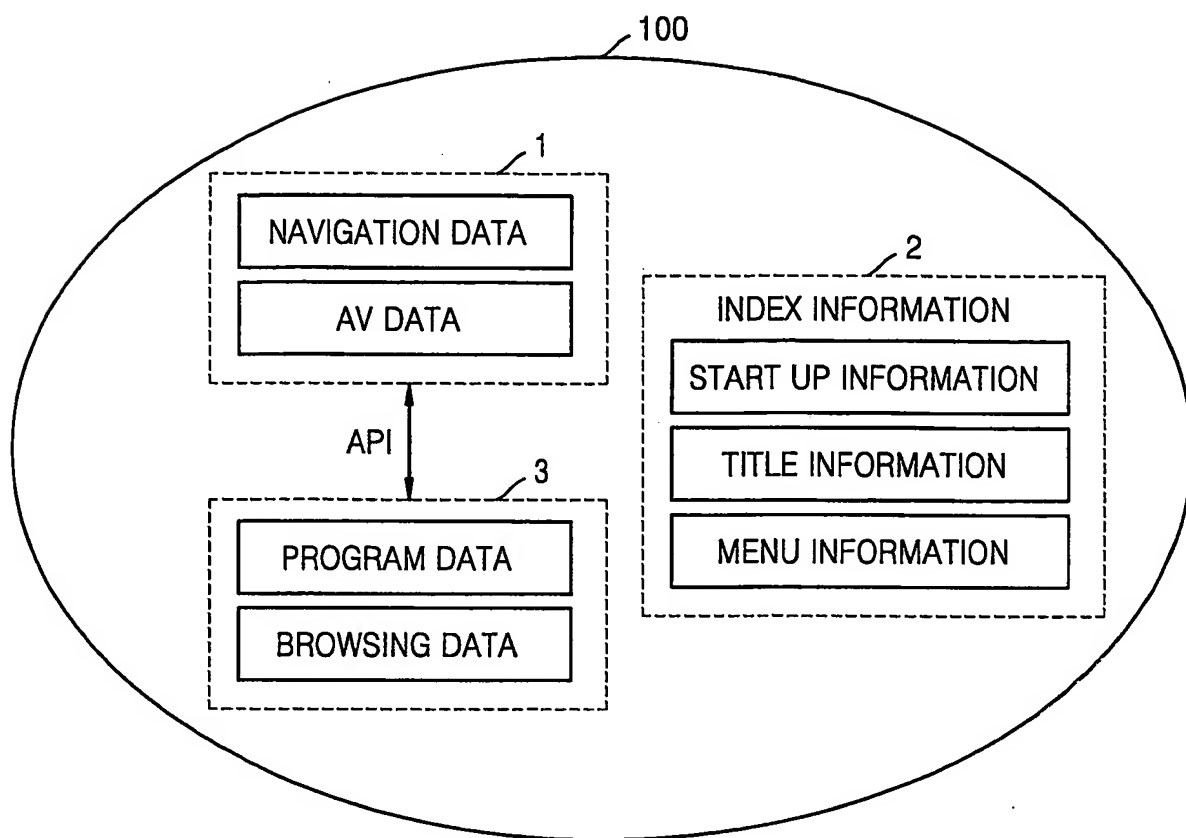 100
1
NAVIGATION DATA
AV DATA
API
3
PROGRAM DATA
BROWSING DATA
2
INDEX INFORMATION
START UP INFORMATION
TITLE INFORMATION
MENU INFORMATION